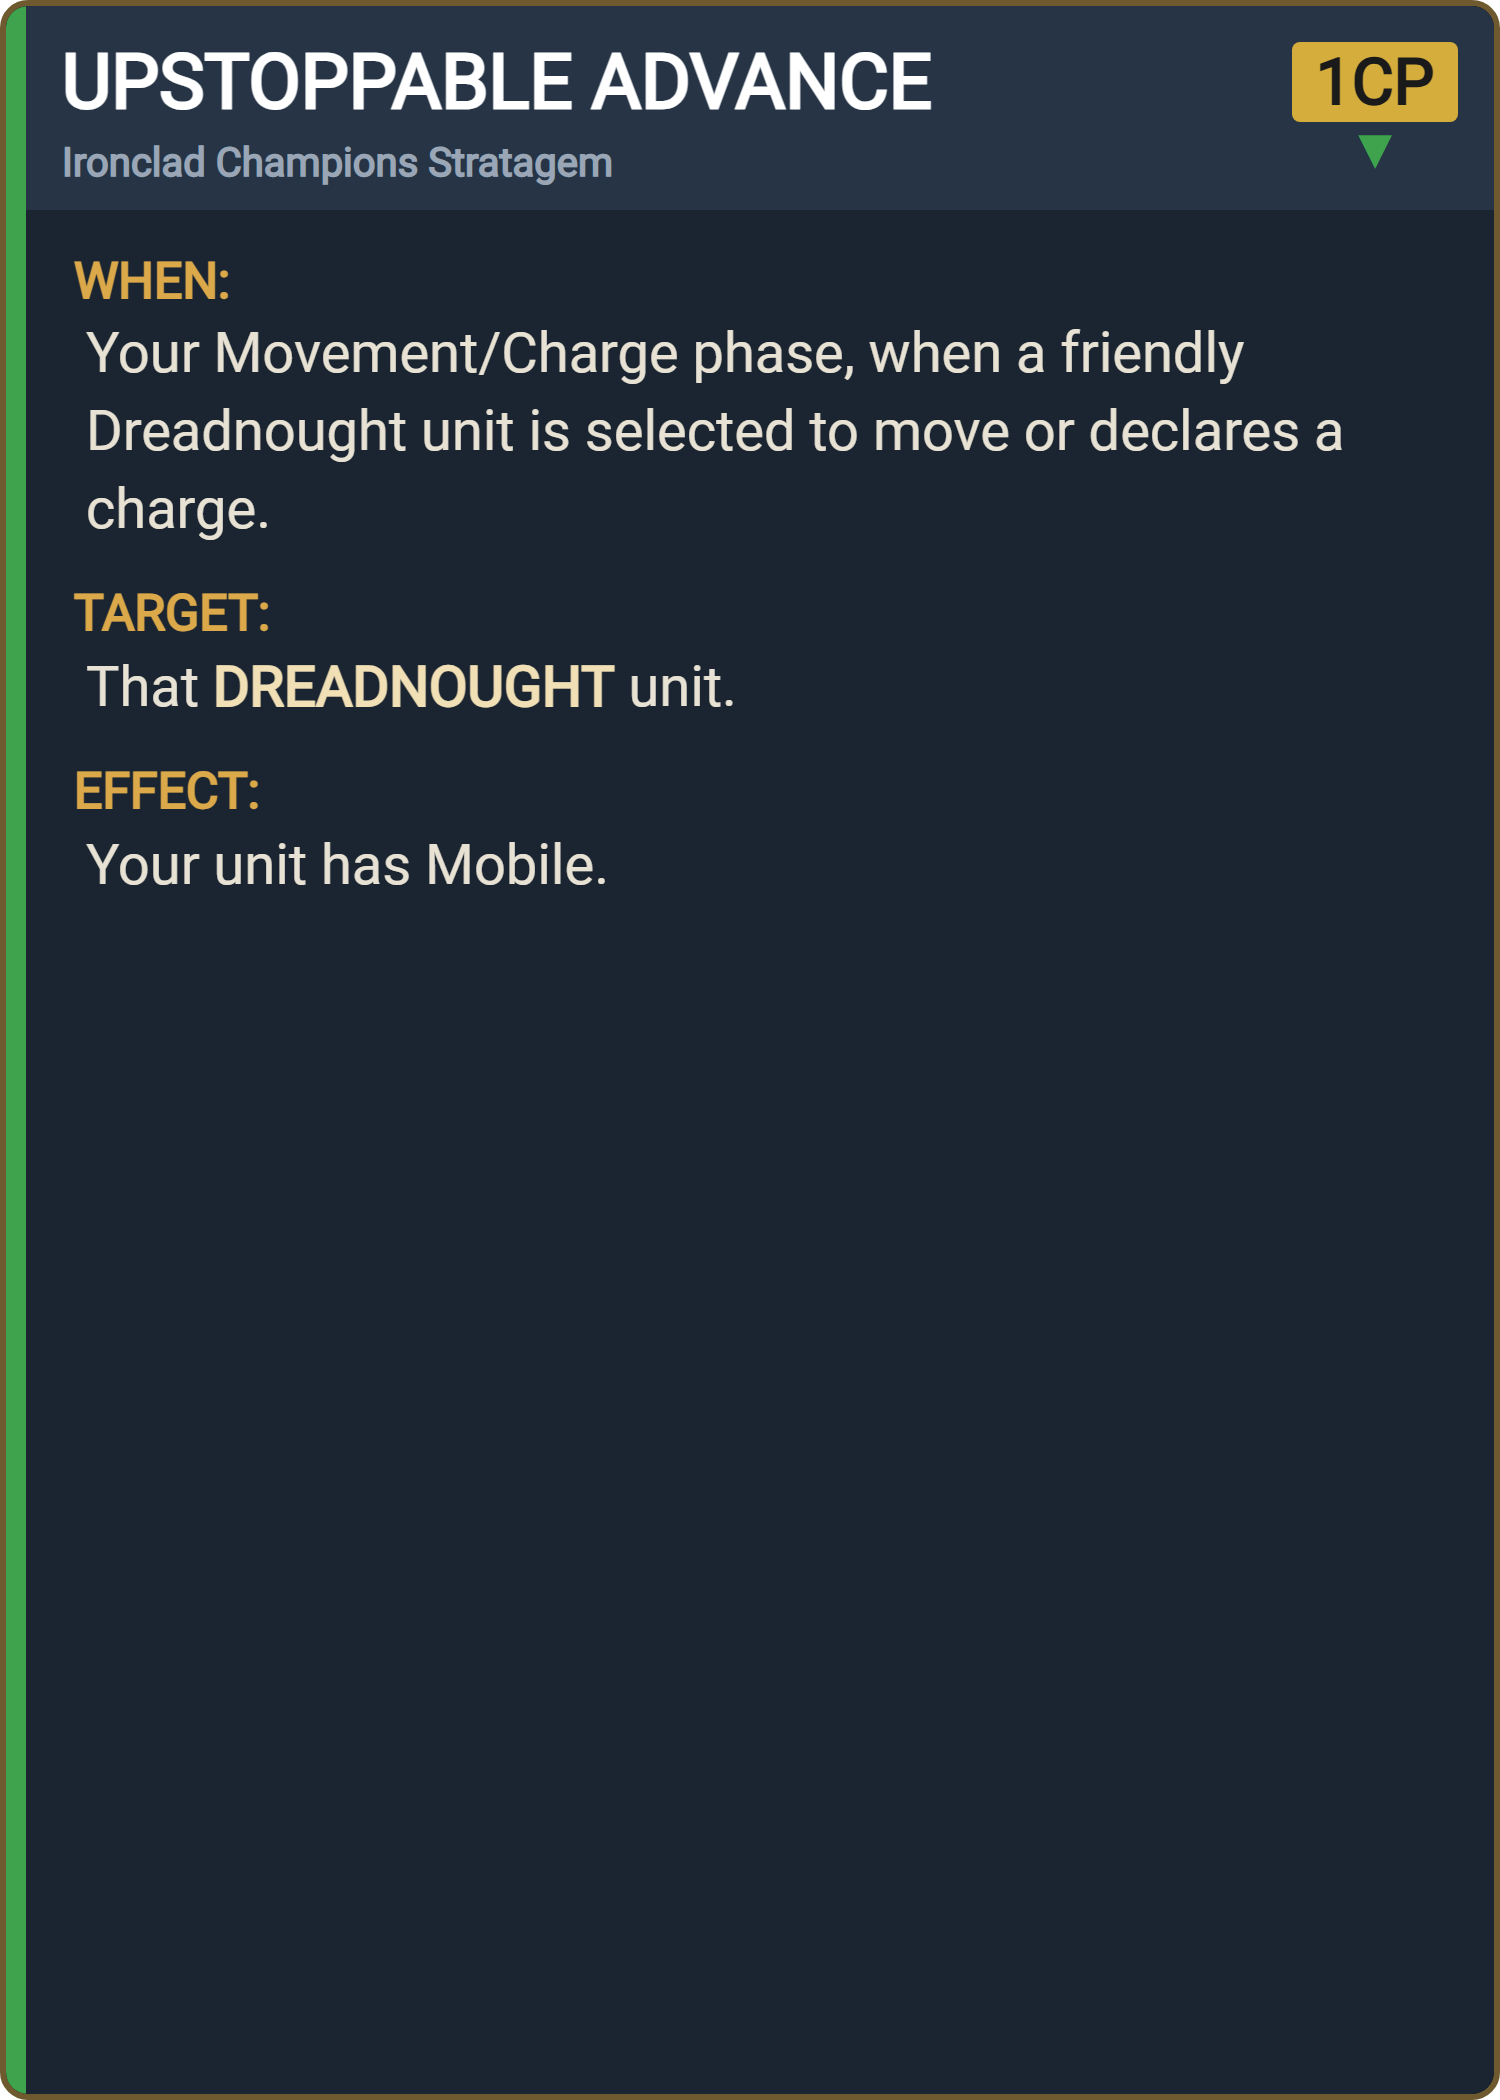 UPSTOPPABLE ADVANCE
1CP
Ironclad Champions Stratagem
WHEN:
Your Movement/Charge phase, when a friendly
Dreadnought unit is selected to move or declares a
charge.
TARGET:
That DREADNOUGHT unit.
EFFECT:
Your unit has Mobile.